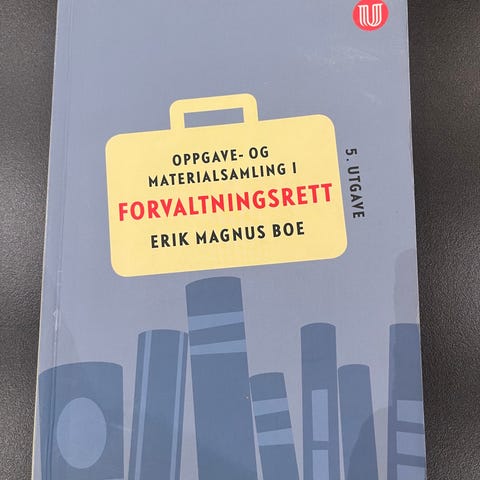 OPPGAVE- OG
MATERIALSAMLING I
FORVALTNINGSRETT
ERIK MAGNUS BOE
5. UTGAVE